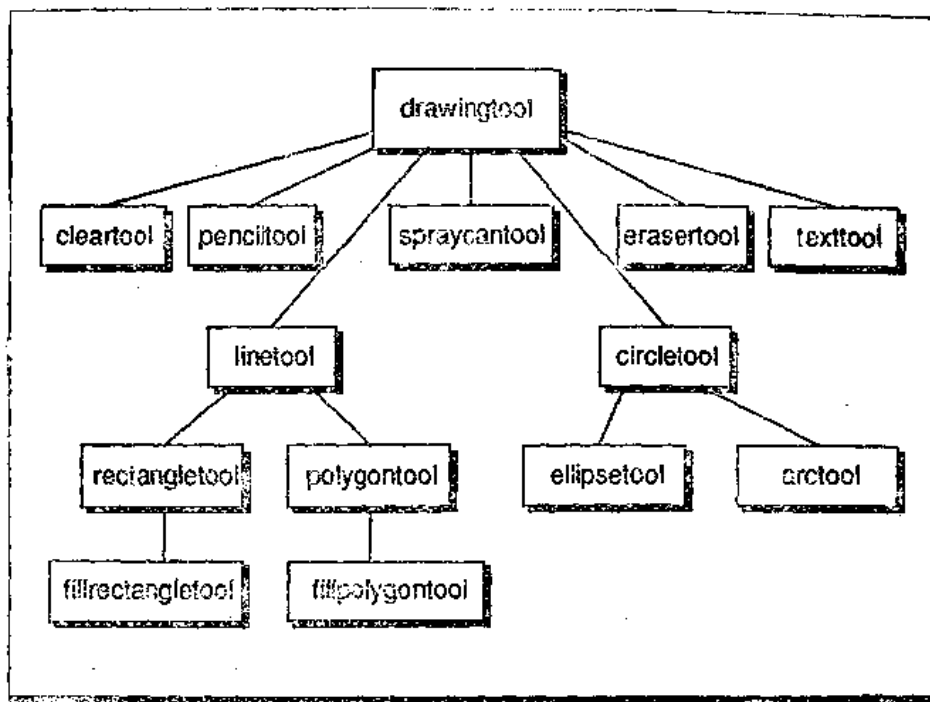 drawingtool
cleartool
penciltool
spraycantool
erasertool
texttool
linetool
circletool
rectangletool
polygontool
ellipsetool
arctool
fillrectangletool
fillpolygontool